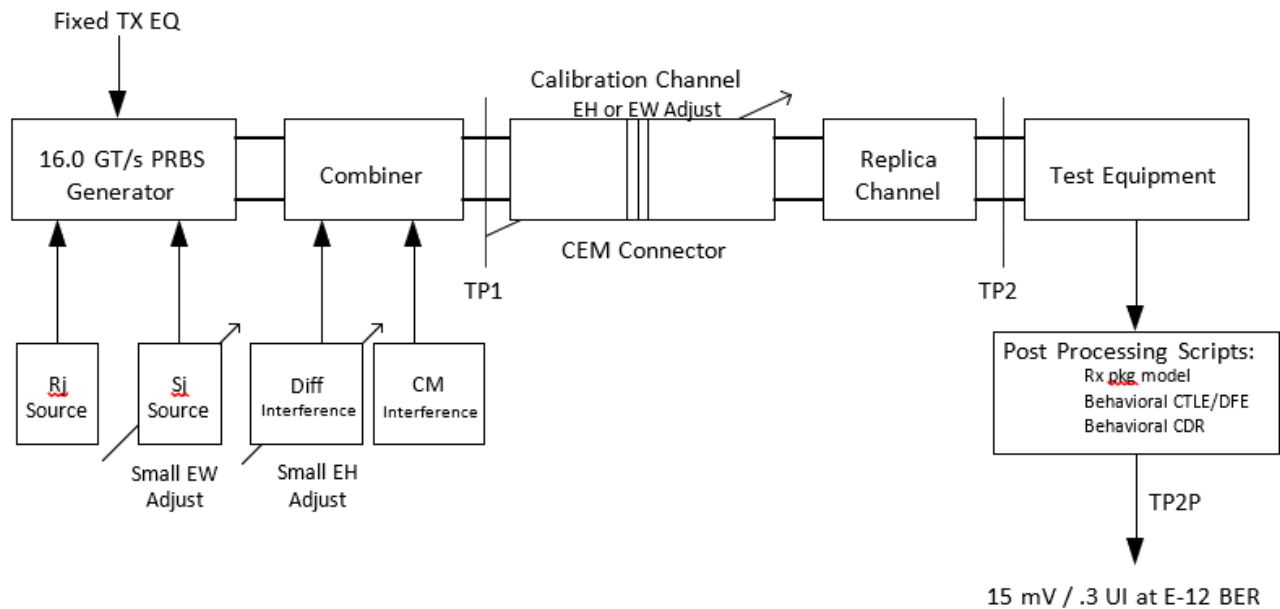 Fixed TX EQ
Calibration Channel
EH or EW Adjust
16.0 GT/s PRBS
Generator
Combiner
Replica
Channel
Test Equipment
CEM Connector
TP1
TP2
Rj
Source
Sj
Source
Diff
Interference
CM
Interference
Small EW
Adjust
Small EH
Adjust
Post Processing Scripts:
Rx pkg model
Behavioral CTLE/DFE
Behavioral CDR
TP2P
15 mV / .3 UI at E-12 BER